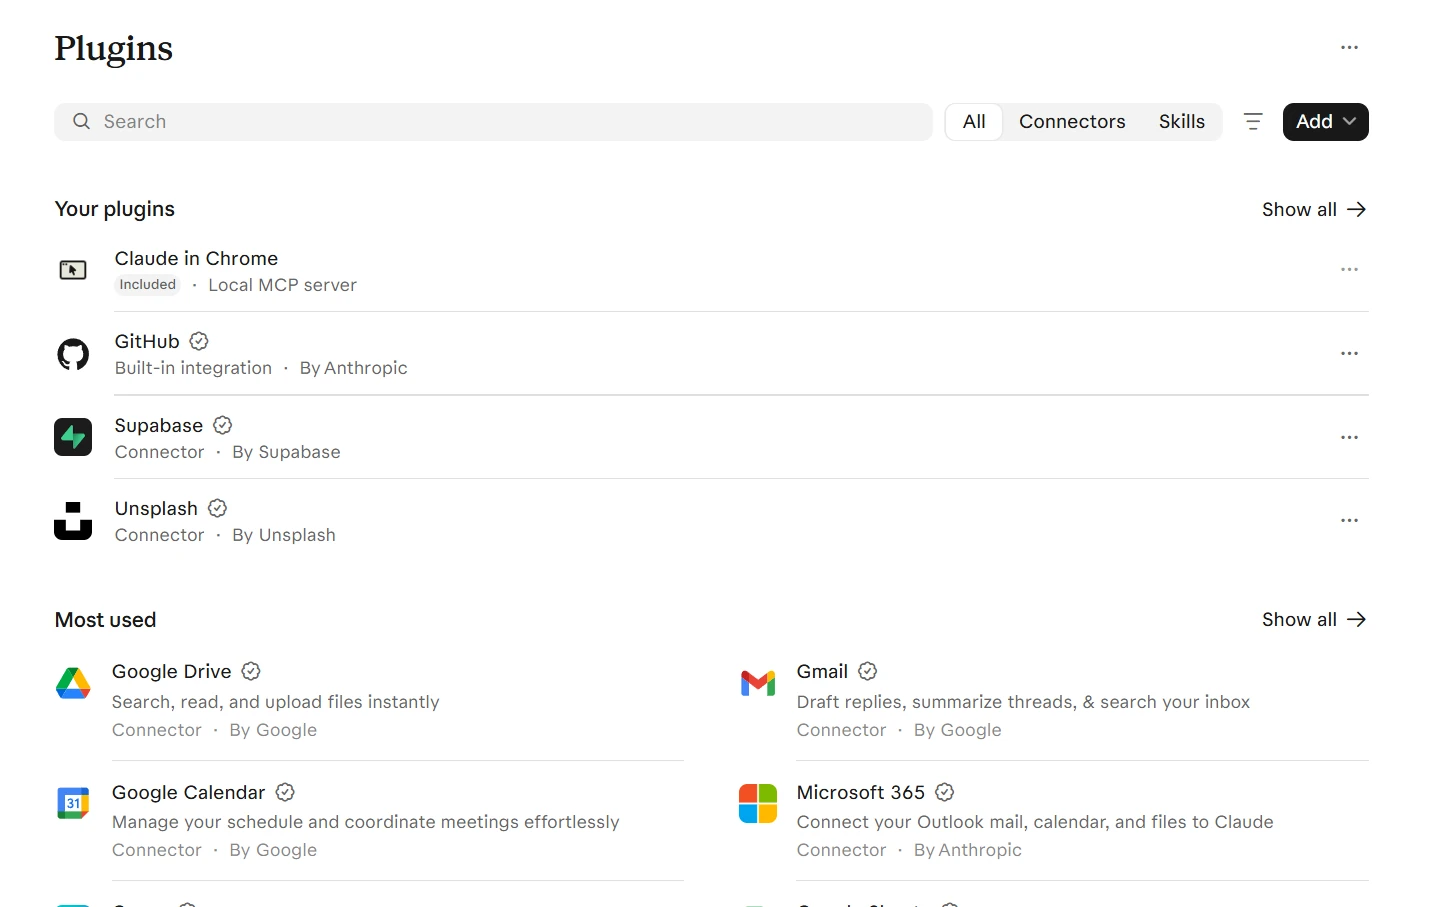 Plugins
Search
All
Connectors
Skills
Add
Your plugins
Show all
Claude in Chrome
Included · Local MCP server
GitHub
Built-in integration · By Anthropic
Supabase
Connector · By Supabase
Unsplash
Connector · By Unsplash
Most used
Show all
Google Drive
Search, read, and upload files instantly
Connector · By Google
Gmail
Draft replies, summarize threads, & search your inbox
Connector · By Google
Google Calendar
31
Manage your schedule and coordinate meetings effortlessly
Connector · By Google
Microsoft 365
Connect your Outlook mail, calendar, and files to Claude
Connector · By Anthropic